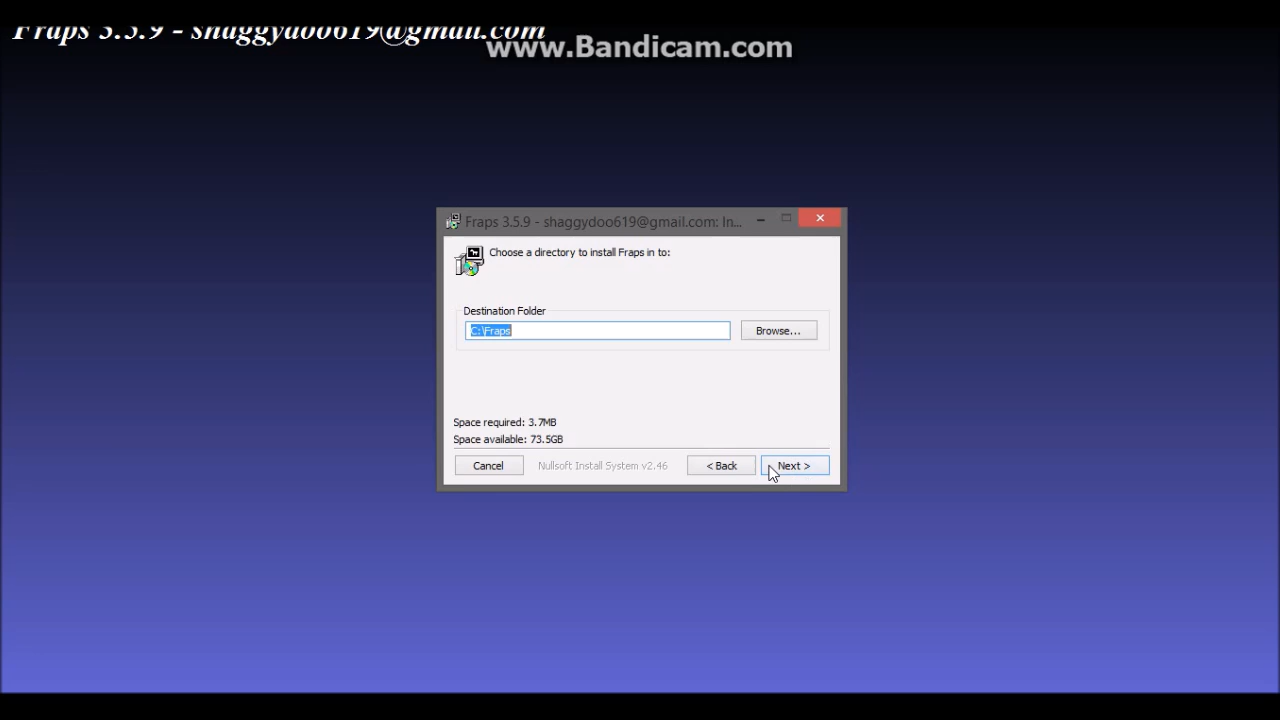 Fraps 3.5.9 - shaggydoo619@gmail.com
www.Bandicam.com
Fraps 3.5.9 - shaggydoo619@gmail.com: In...
Choose a directory to install Fraps in to:
Destination Folder
C:\Fraps
Browse...
Space required: 3.7MB
Space available: 73.5GB
Cancel
Nullsoft Install System v2.46
< Back
Next >